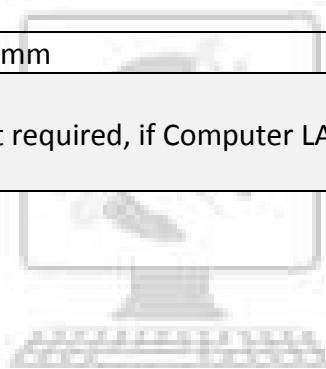 mm
t required, if Computer LA